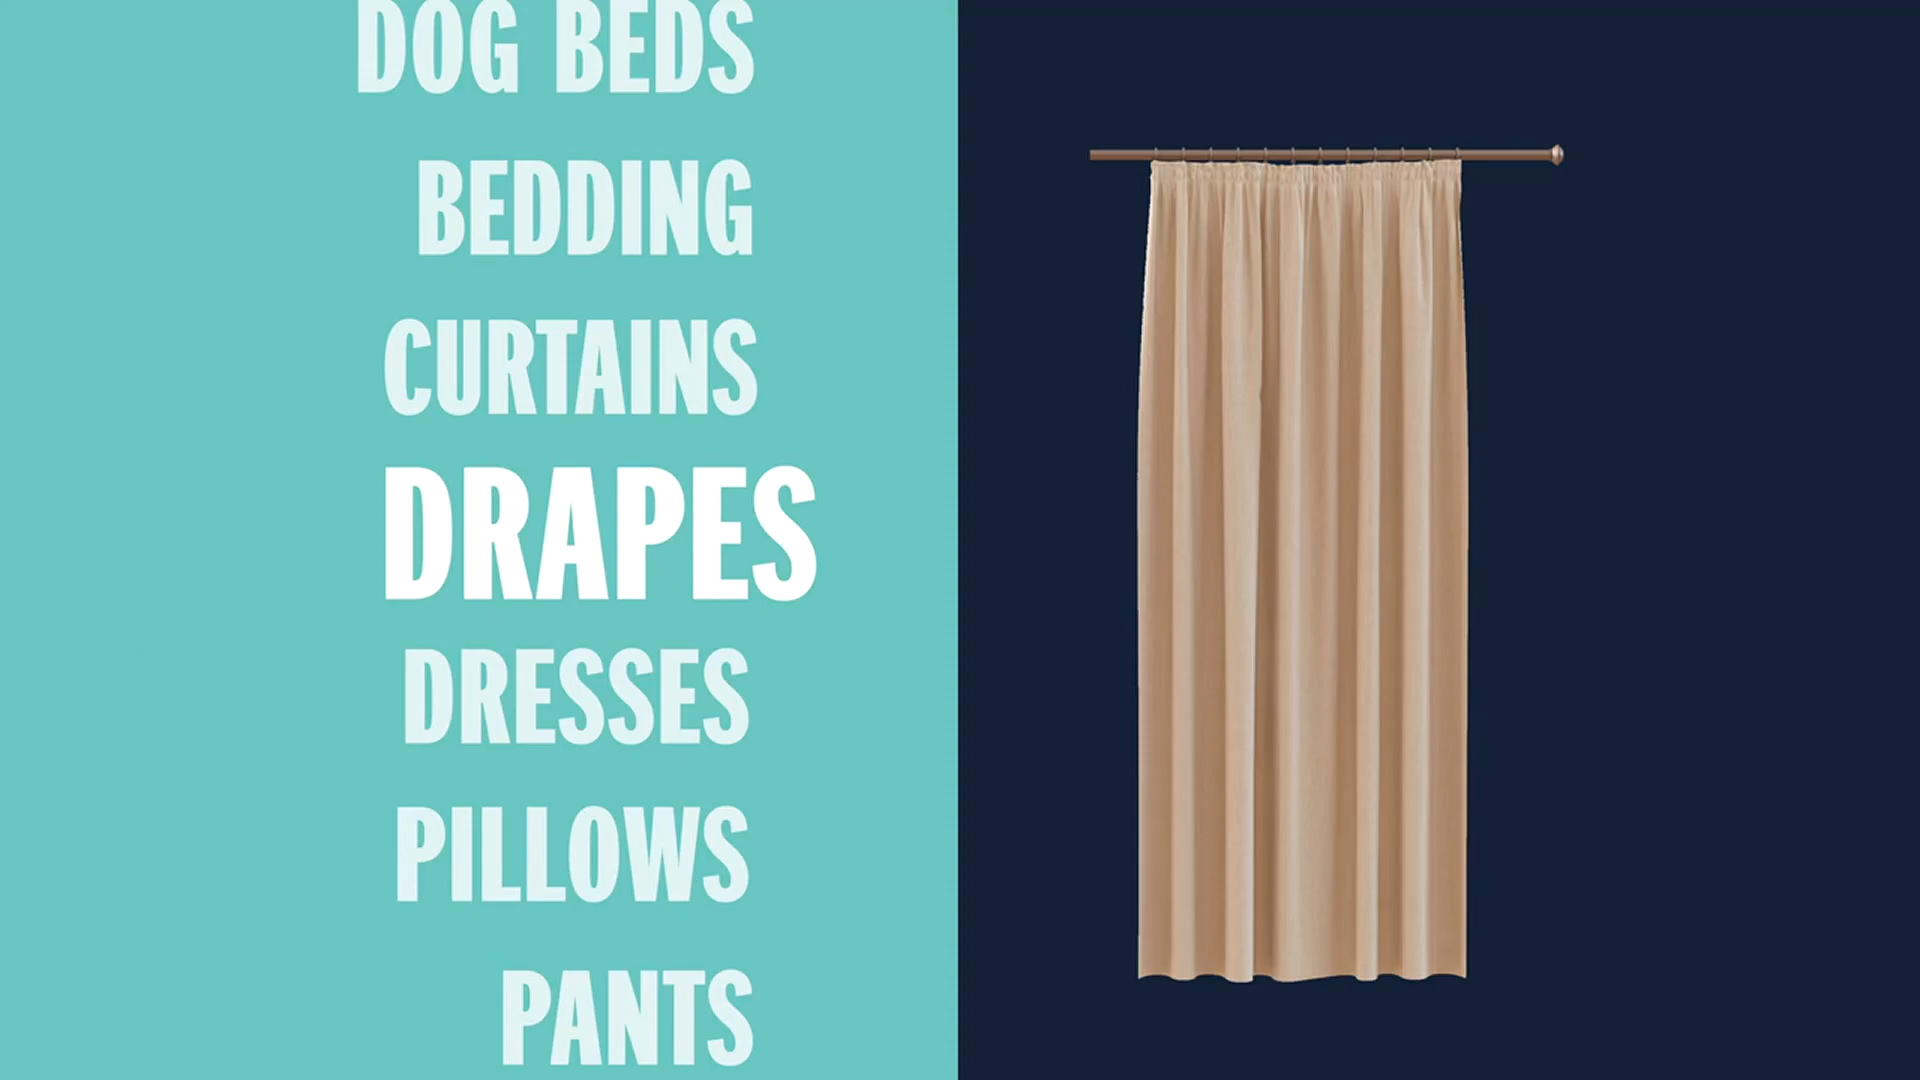 DOG BEDS
BEDDING
CURTAINS
DRAPES
DRESSES
PILLOWS
PANTS